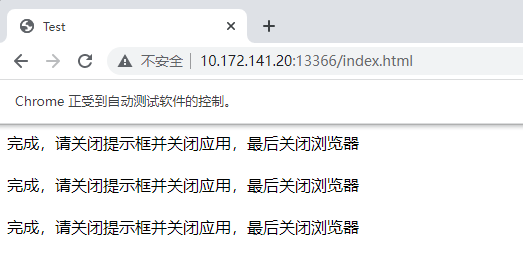 Test
不安全 | 10.172.141.20:13366/index.html
Chrome 正受到自动测试软件的控制。
完成，请关闭提示框并关闭应用，最后关闭浏览器
完成，请关闭提示框并关闭应用，最后关闭浏览器
完成，请关闭提示框并关闭应用，最后关闭浏览器